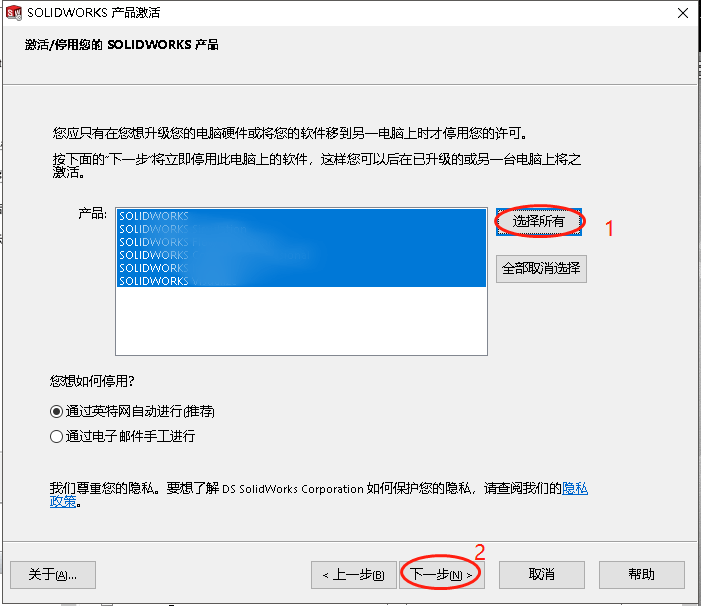 SOLIDWORKS 产品激活
激活/停用您的 SOLIDWORKS 产品
您应只有在您想升级您的电脑硬件或将您的软件移到另一电脑上时才停用您的许可。
按下面的"下一步"将立即停用此电脑上的软件，这样您可以后在已升级的或另一台电脑上将之
激活。
产品:
SOLIDWORKS
SOLIDWORKS
SOLIDWORKS
SOLIDWORKS
SOLIDWORKS
SOLIDWORKS
选择所有
1
全部取消选择
您想如何停用?
通过英特网自动进行(推荐)
通过电子邮件手工进行
我们尊重您的隐私。要想了解 DS SolidWorks Corporation 如何保护您的隐私，请查阅我们的隐私
政策。
2
关于(A)...
< 上一步(B)
下一步(N) >
取消
帮助